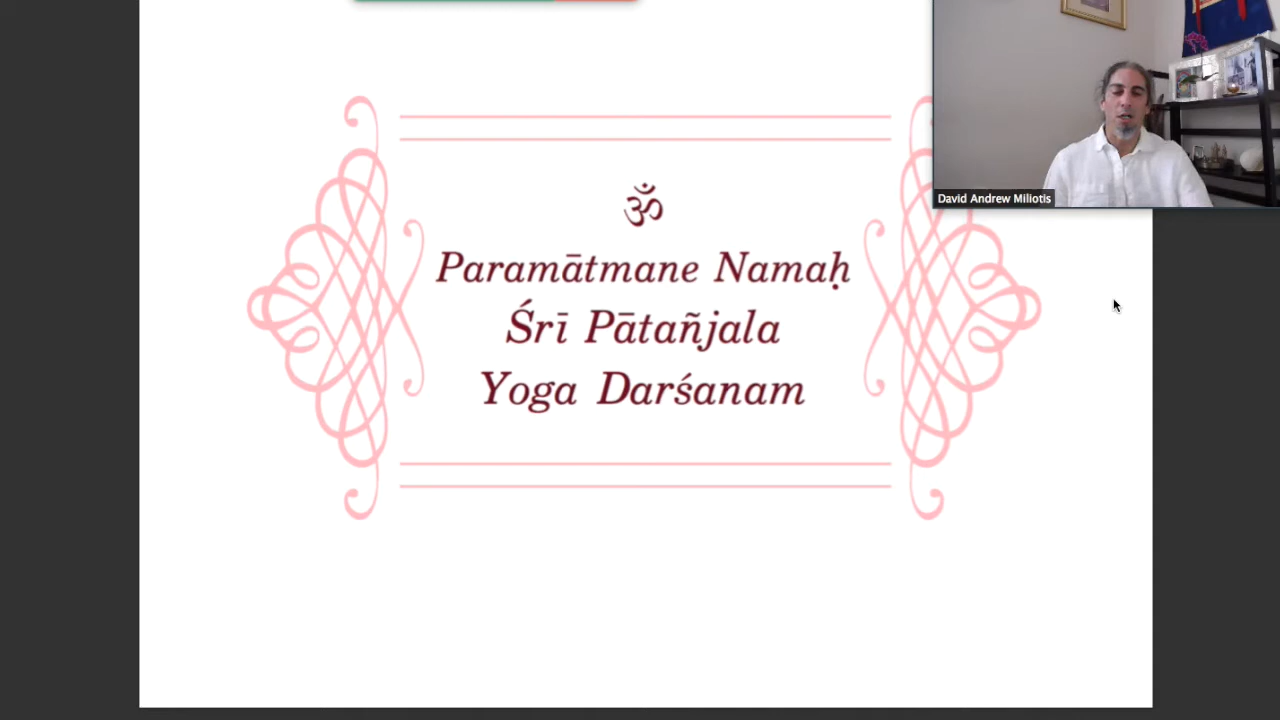 ॐ
Paramātmane Namaḥ
Śrī Pātañjala
Yoga Darśanam
David Andrew Miliotis